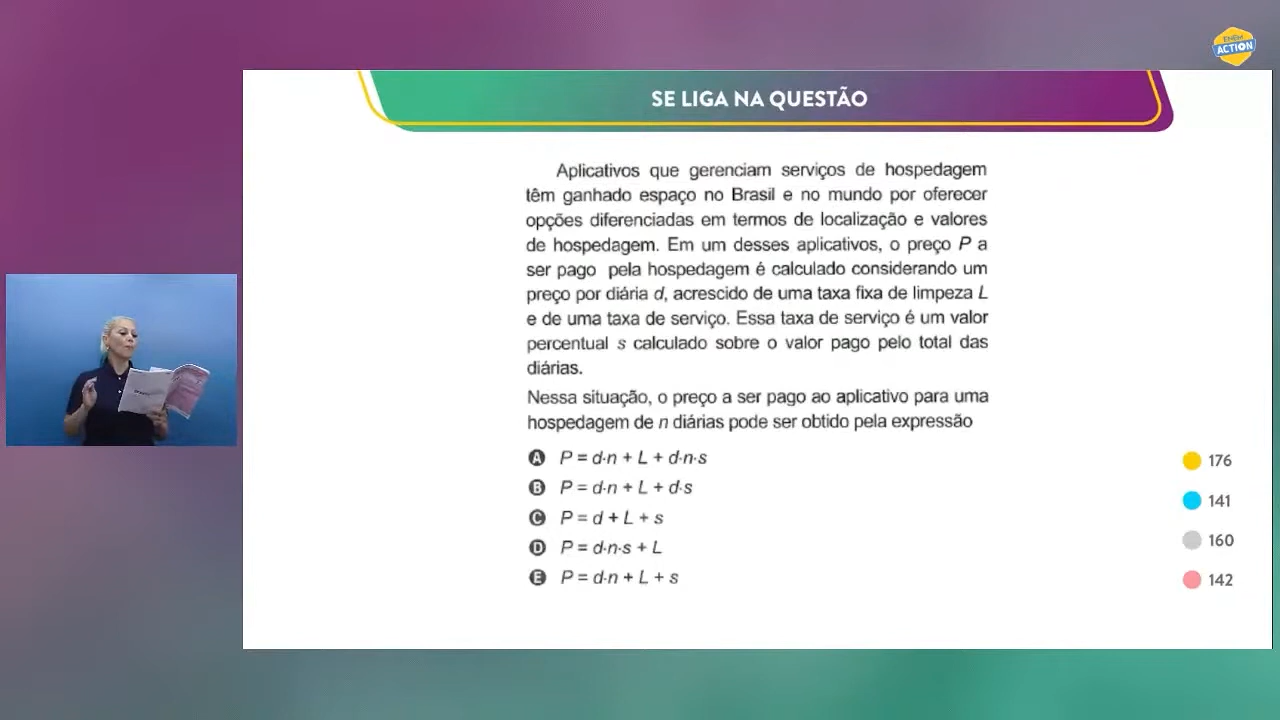 ENEM
ACTION
SE LIGA NA QUESTÃO
Aplicativos que gerenciam serviços de hospedagem
têm ganhado espaço no Brasil e no mundo por oferecer
opções diferenciadas em termos de localização e valores
de hospedagem. Em um desses aplicativos, o preço P a
ser pago pela hospedagem é calculado considerando um
preço por diária d, acrescido de uma taxa fixa de limpeza L
e de uma taxa de serviço. Essa taxa de serviço é um valor
percentual s calculado sobre o valor pago pelo total das
diárias.
Nessa situação, o preço a ser pago ao aplicativo para uma
hospedagem de n diárias pode ser obtido pela expressão
A P = d·n + L + d·n·s
B P = d·n + L + d·s
C P = d + L + s
D P = d·n·s + L
E P = d·n + L + s
176
141
160
142